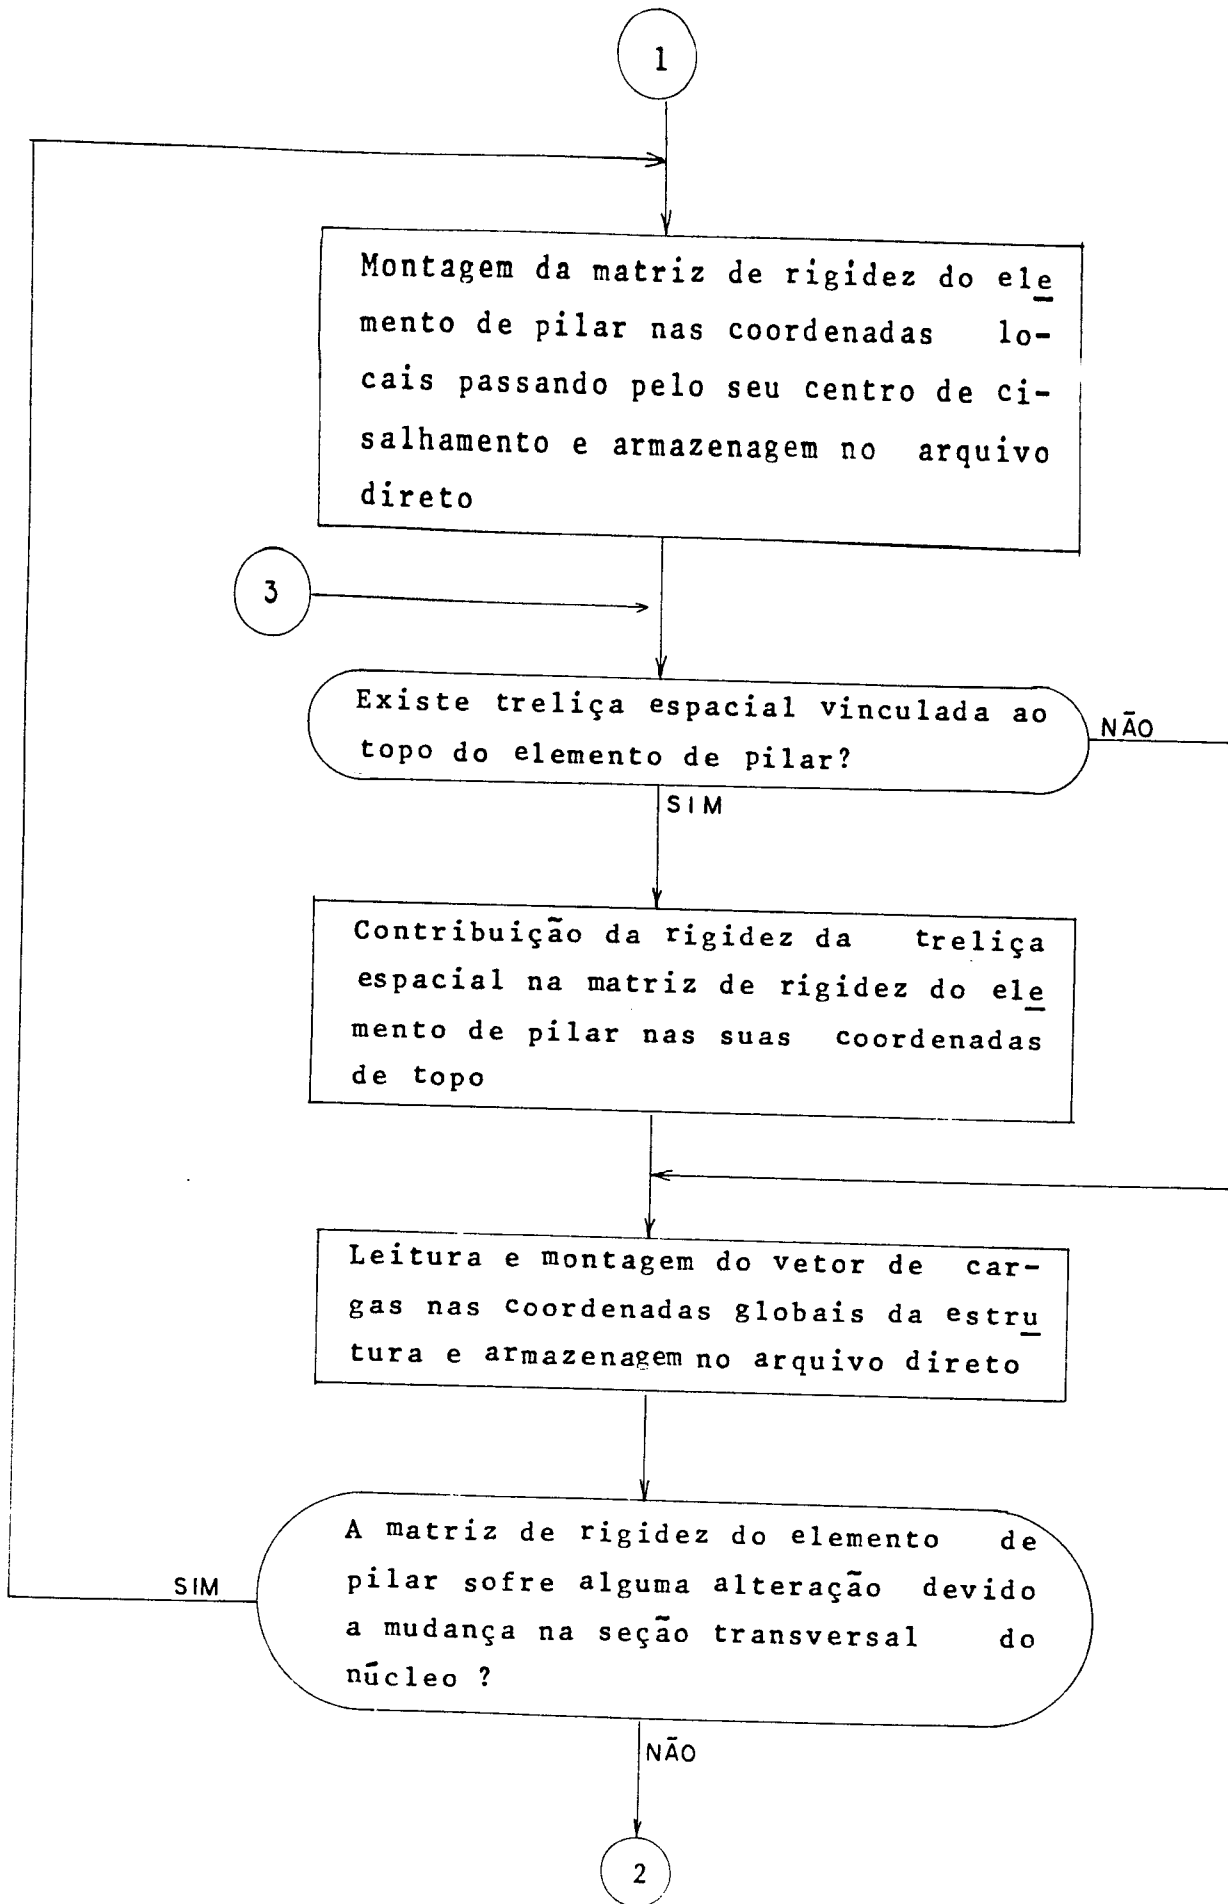 1
Montagem da matriz de rigidez do ele
mento de pilar nas coordenadas lo-
cais passando pelo seu centro de ci-
salhamento e armazenagem no arquivo
direto
3
Existe treliça espacial vinculada ao
topo do elemento de pilar?
NÃO
SIM
Contribuição da rigidez da treliça
espacial na matriz de rigidez do ele
mento de pilar nas suas coordenadas
de topo
Leitura e montagem do vetor de car-
gas nas coordenadas globais da estru
tura e armazenagem no arquivo direto
A matriz de rigidez do elemento de
pilar sofre alguma alteração devido
a mudança na seção transversal do
núcleo ?
SIM
NÃO
2